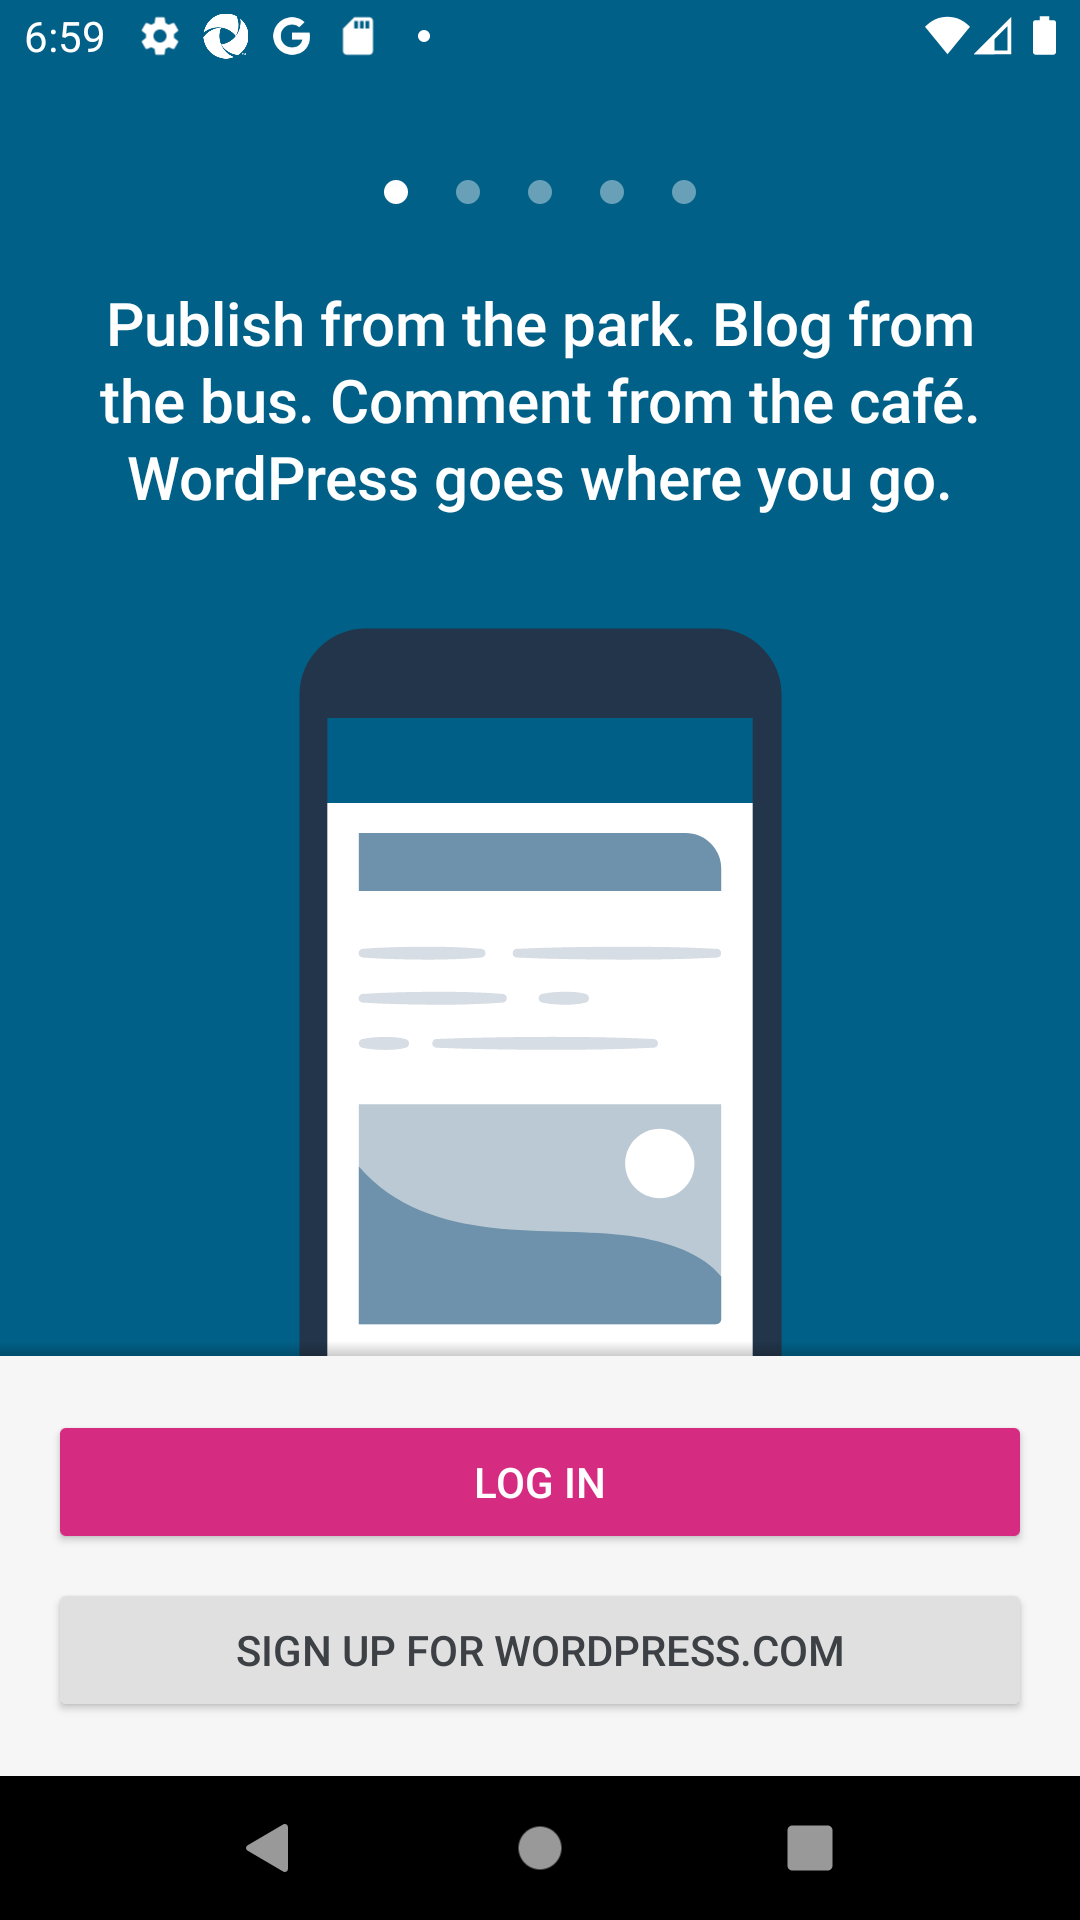 6:59
Publish from the park. Blog from
the bus. Comment from the café.
WordPress goes where you go.
LOG IN
SIGN UP FOR WORDPRESS.COM